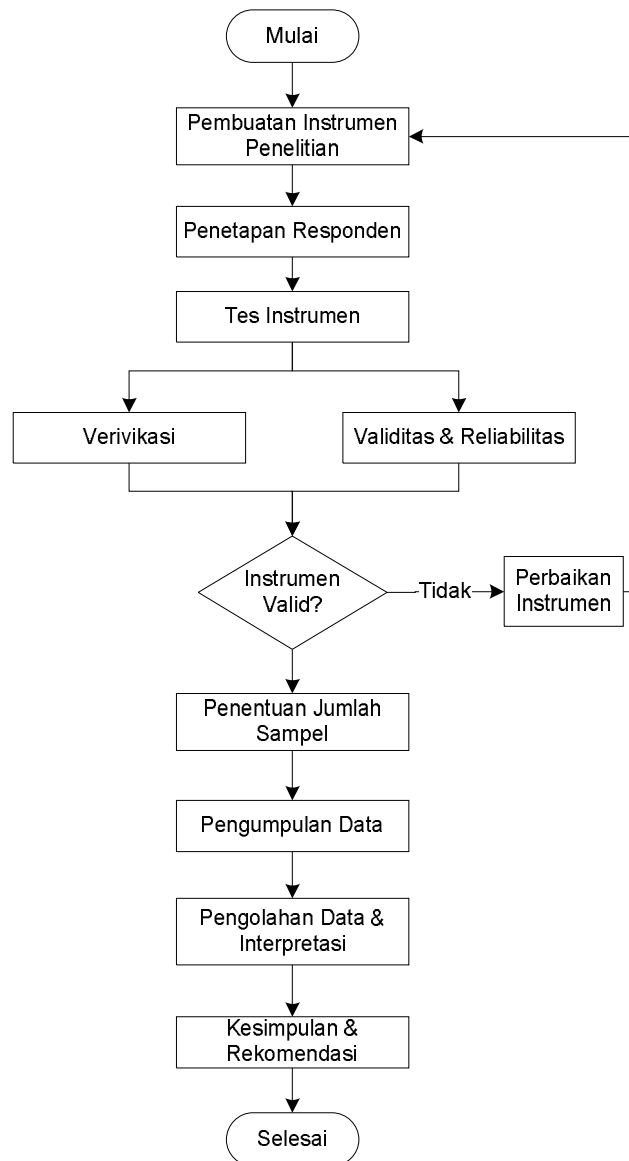 Mulai
Pembuatan Instrumen
Penelitian
Penetapan Responden
Tes Instrumen
Verivikasi
Validitas & Reliabilitas
Instrumen
Valid?
Tidak
Perbaikan
Instrumen
Penentuan Jumlah
Sampel
Pengumpulan Data
Pengolahan Data &
Interpretasi
Kesimpulan &
Rekomendasi
Selesai